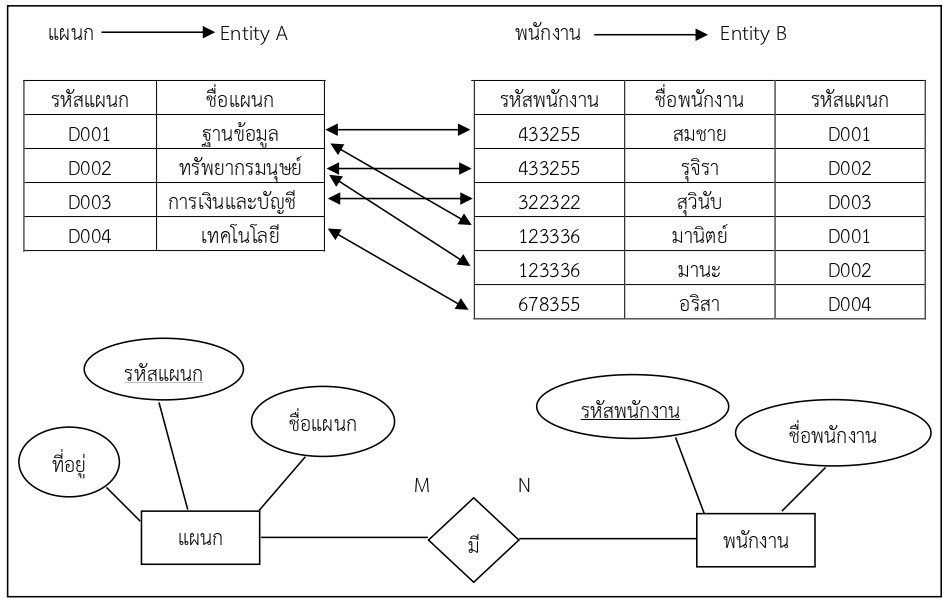 แผนก Entity A พนักงาน Entity B
รหัสแผนก ชื่อแผนก รหัสพนักงาน ชื่อพนักงาน รหัสแผนก
D001 ฐานข้อมูล 433255 สมชาย D001
D002 ทรัพยากรมนุษย์ 433255 รุจิรา D002
D003 การเงินและบัญชี 322322 สุวินับ D003
D004 เทคโนโลยี 123336 มานิตย์ D001
123336 มานะ D002
678355 อริสา D004
รหัสแผนก
ชื่อแผนก
ที่อยู่
รหัสพนักงาน
ชื่อพนักงาน
M N
แผนก มี พนักงาน